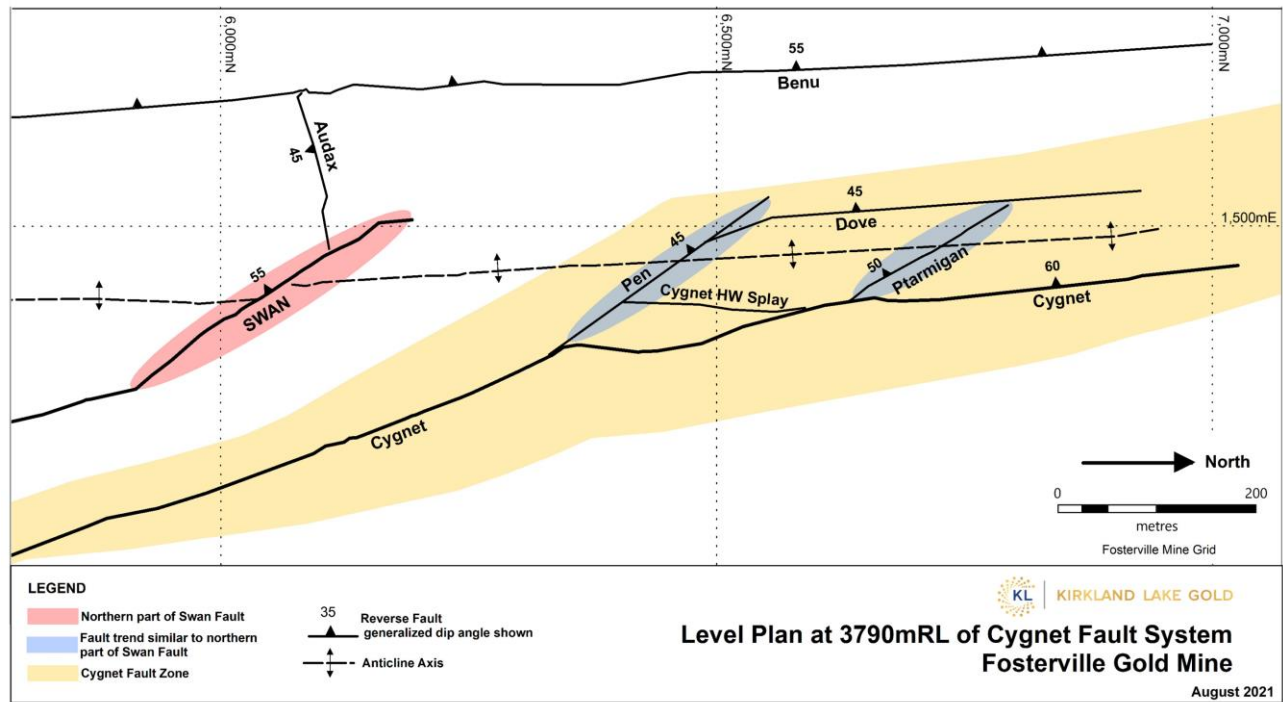 6,000mN
6,500mN
7,000mN
55
Benu
Audax
45
45
Dove
1,500mE
55
SWAN
45
Pen
50
Ptarmigan
Cygnet HW Splay
60
Cygnet
Cygnet
North
0
200
metres
Fosterville Mine Grid
LEGEND
Northern part of Swan Fault
Fault trend similar to northern
part of Swan Fault
Cygnet Fault Zone
35
Reverse Fault
generalized dip angle shown
Anticline Axis
KL
KIRKLAND LAKE GOLD
Level Plan at 3790mRL of Cygnet Fault System
Fosterville Gold Mine
August 2021